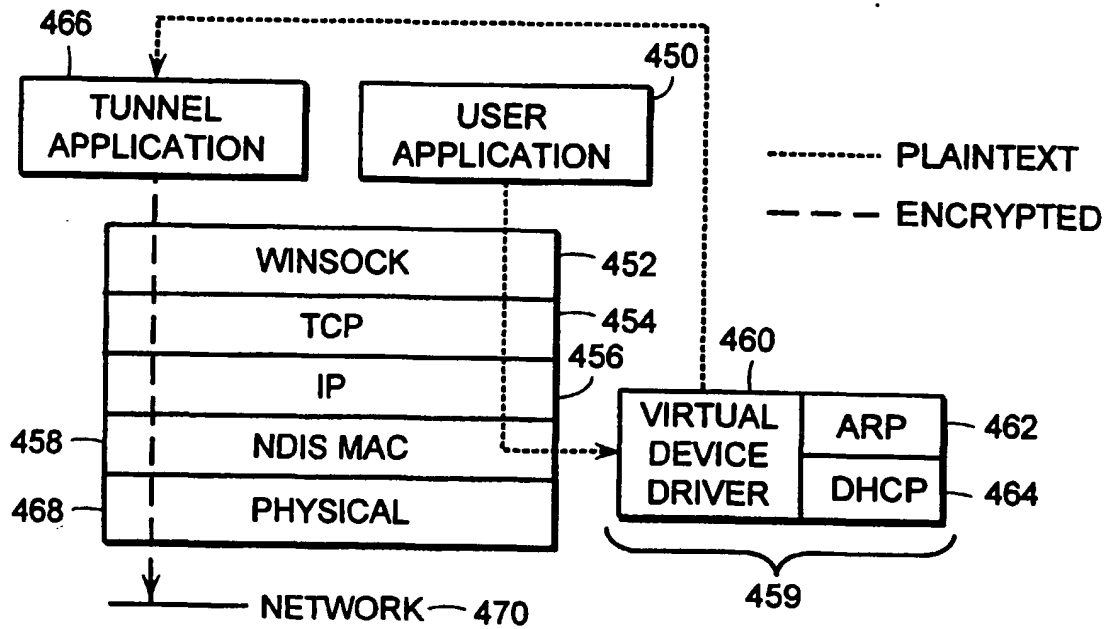 466
TUNNEL
APPLICATION
450
USER
APPLICATION
PLAINTEXT
ENCRYPTED
WINSOCK
452
TCP
454
IP
456
458
NDIS MAC
468
PHYSICAL
460
VIRTUAL
DEVICE
DRIVER
ARP
462
DHCP
464
459
NETWORK
470